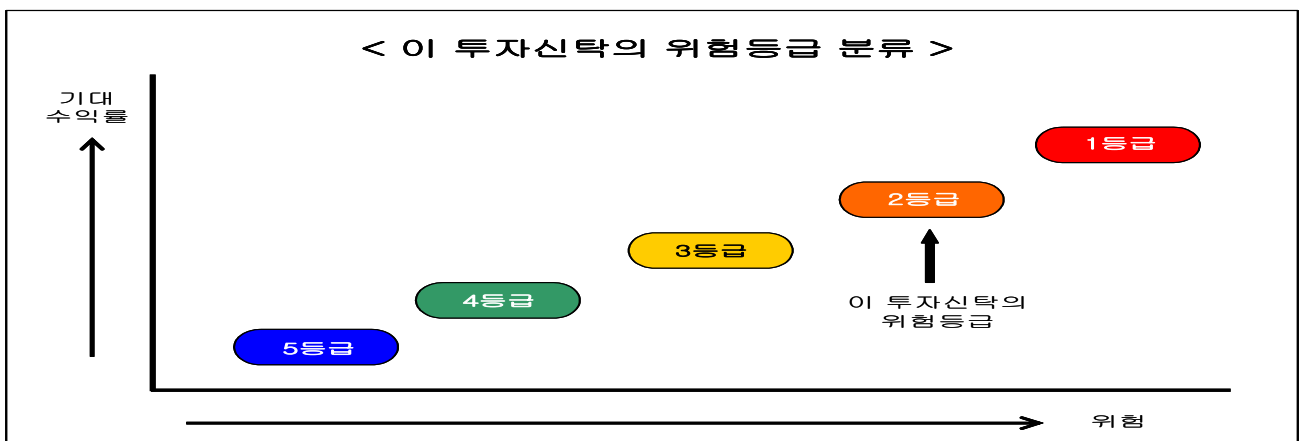 < 이 투자신탁의 위험등급 분류 >
기대
수익률
1등급
2등급
3등급
4등급
이 투자신탁의
위험등급
5등급
위험